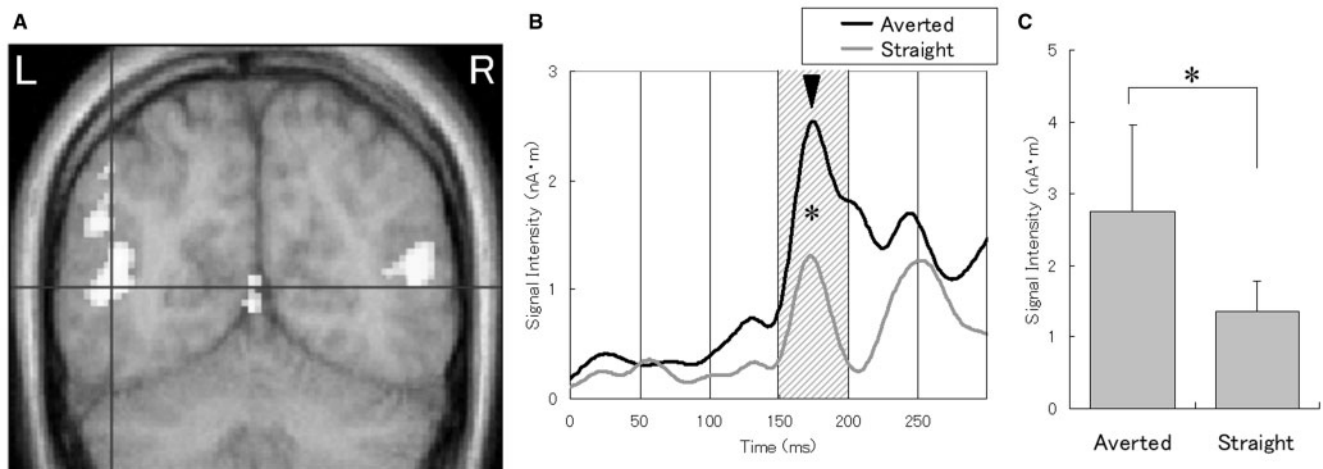 A
L
R
B
Averted
Straight
3
2
1
0
Signal Intensity (nA・m)
*
0
50
100
150
200
250
Time (ms)
C
5
4
3
2
1
0
Signal Intensity (nA・m)
*
Averted
Straight